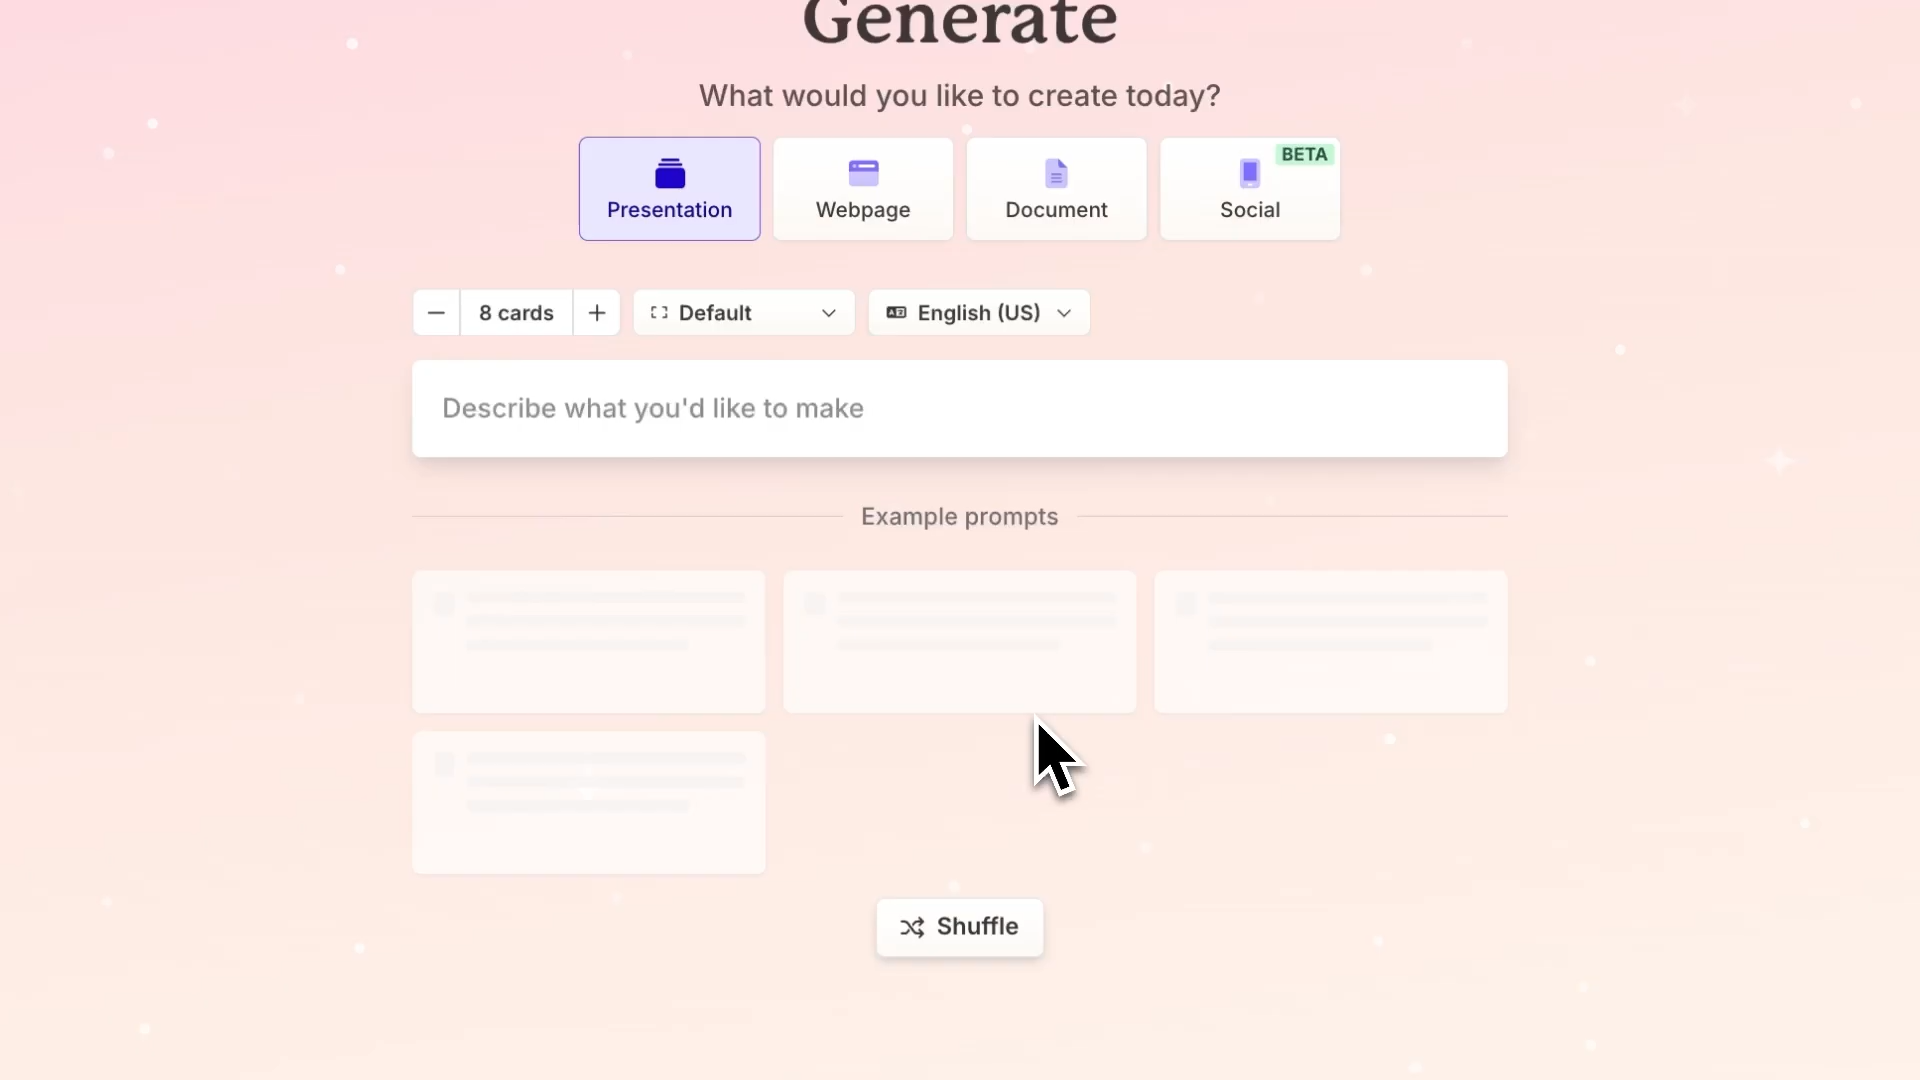 Generate
What would you like to create today?
Presentation
Webpage
Document
BETA
Social
8 cards
Default
English (US)
Describe what you'd like to make
Example prompts
Shuffle